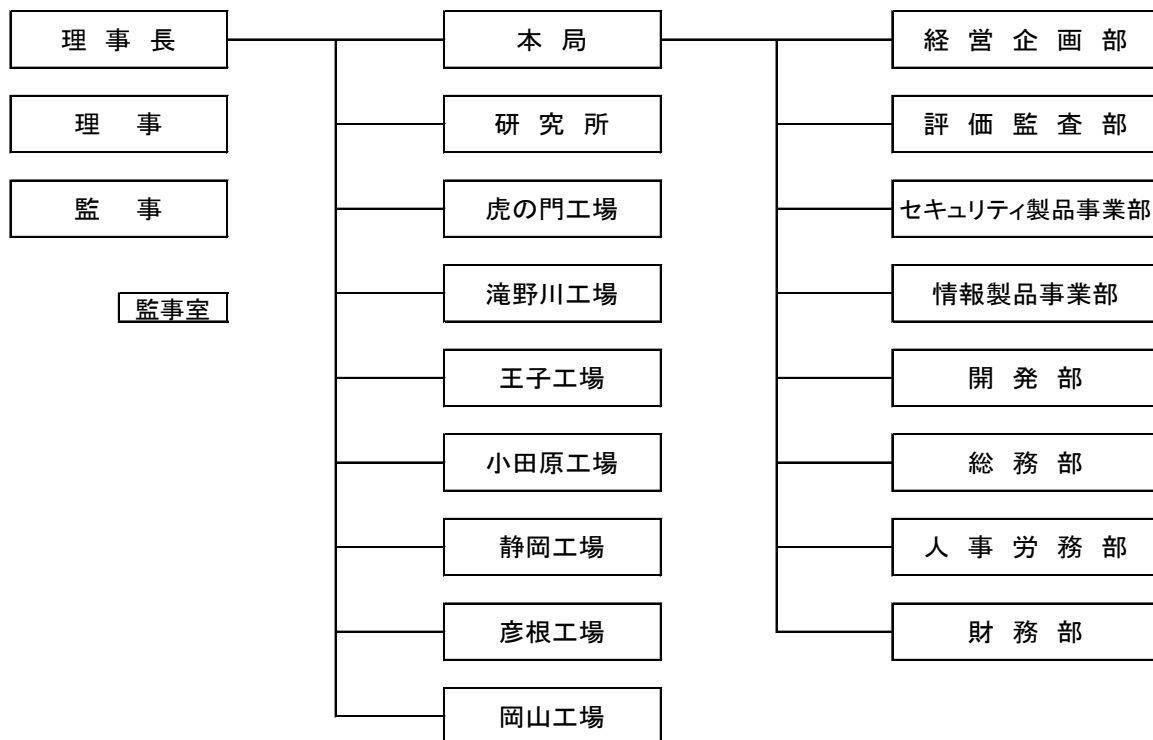 理事長
理事
監事
監事室
本局
研究所
虎の門工場
滝野川工場
王子工場
小田原工場
静岡工場
彦根工場
岡山工場
経営企画部
評価監査部
セキュリティ製品事業部
情報製品事業部
開発部
総務部
人事労務部
財務部